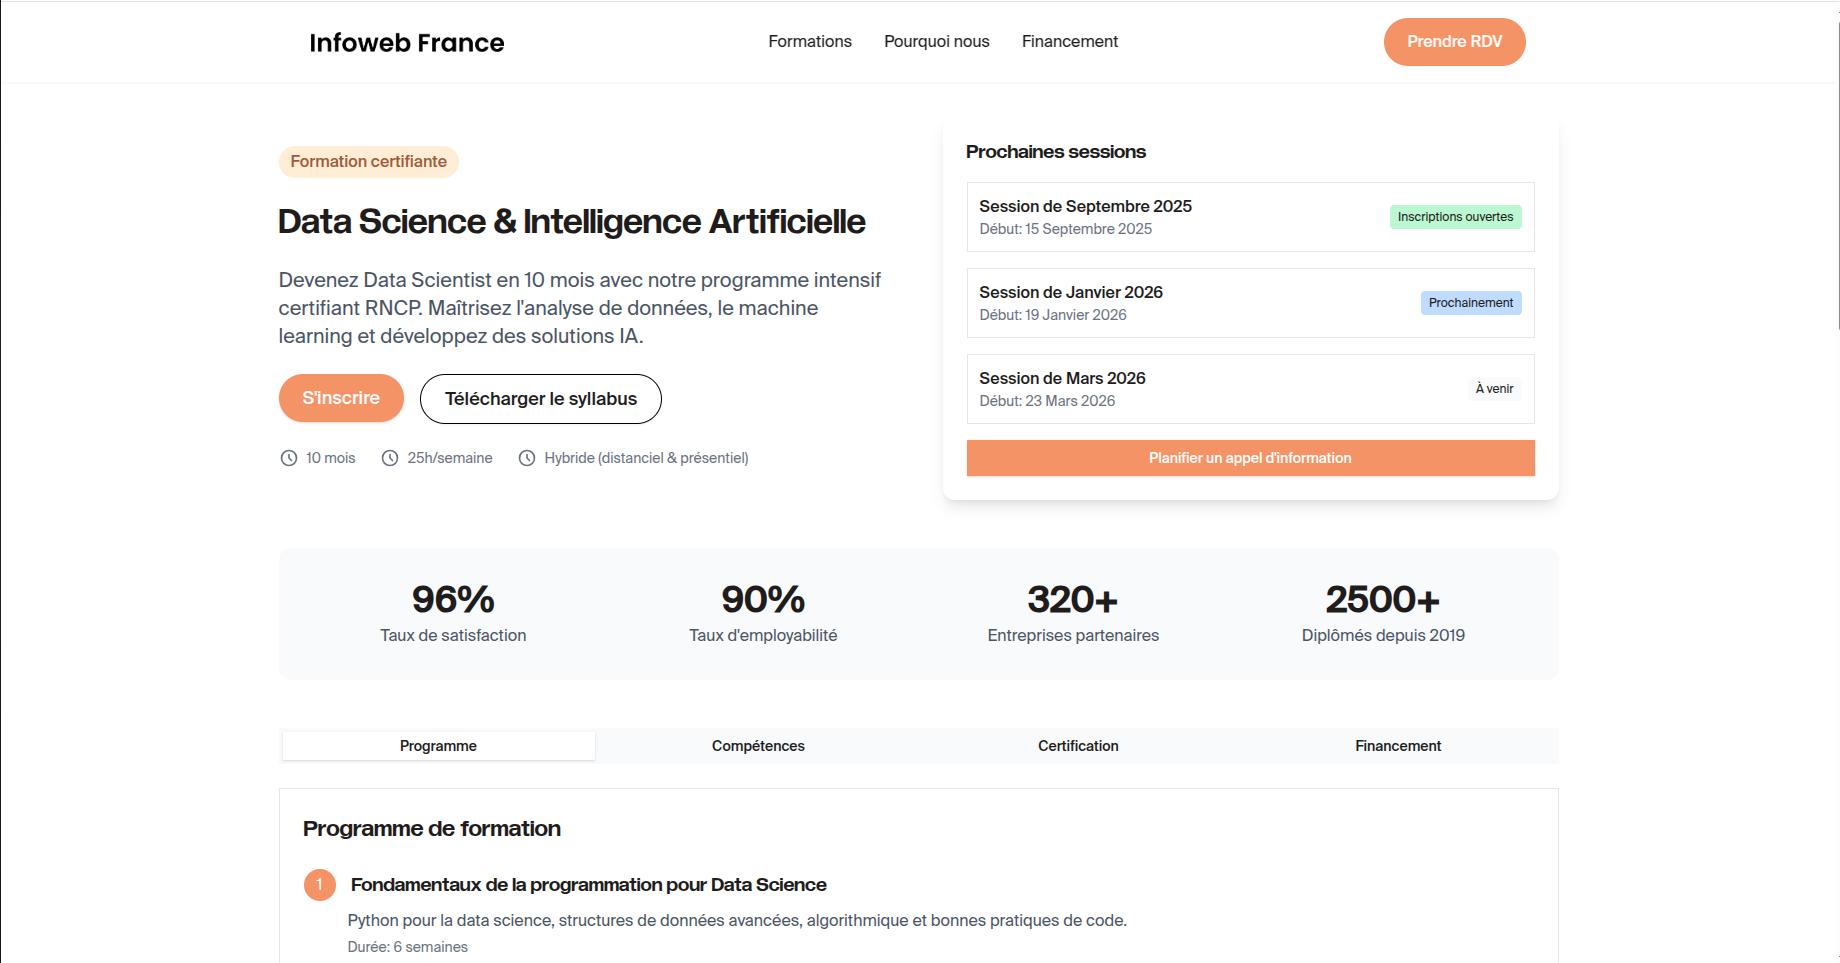 Infoweb France
Formations
Pourquoi nous
Financement
Prendre RDV
Formation certifiante
Data Science & Intelligence Artificielle
Devenez Data Scientist en 10 mois avec notre programme intensif
certifiant RNCP. Maîtrisez l'analyse de données, le machine
learning et développez des solutions IA.
S'inscrire
Télécharger le syllabus
10 mois
25h/semaine
Hybride (distanciel & présentiel)
Prochaines sessions
Session de Septembre 2025
Début: 15 Septembre 2025
Inscriptions ouvertes
Session de Janvier 2026
Début: 19 Janvier 2026
Prochainement
Session de Mars 2026
Début: 23 Mars 2026
À venir
Planifier un appel d'information
96%
Taux de satisfaction
90%
Taux d'employabilité
320+
Entreprises partenaires
2500+
Diplômés depuis 2019
Programme
Compétences
Certification
Financement
Programme de formation
1
Fondamentaux de la programmation pour Data Science
Python pour la data science, structures de données avancées, algorithmique et bonnes pratiques de code.
Durée: 6 semaines